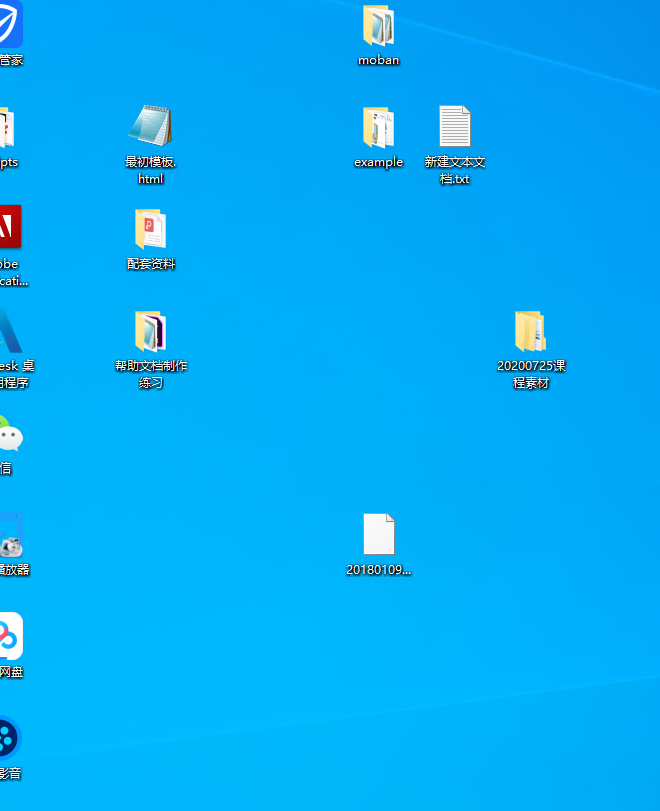 管家
moban
pts
最初模板.
html
example
新建文本文
档.txt
obe
cati...
配套资料
esk 桌
用程序
帮助文档制作
练习
20200725课
程素材
信
播放器
20180109...
网盘
影音